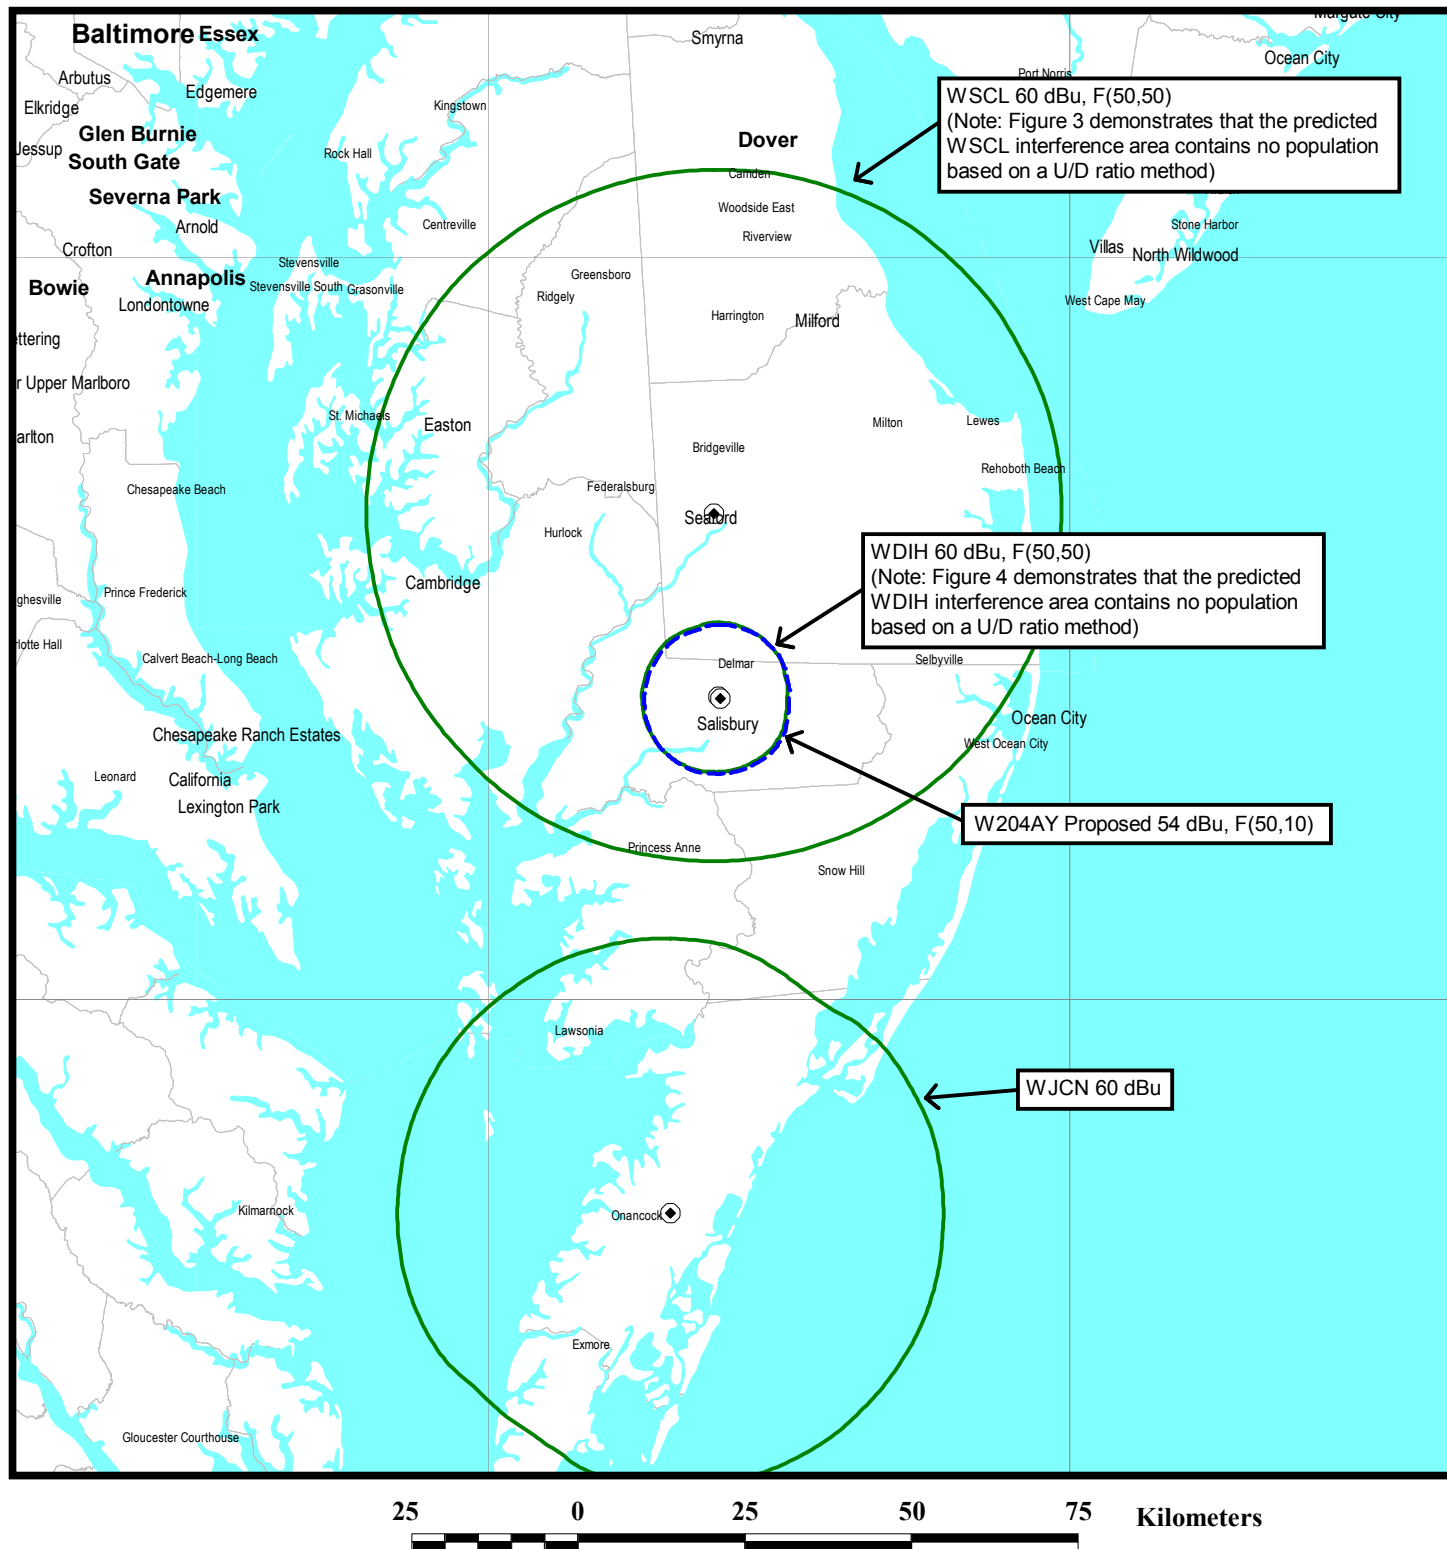 Baltimore
Essex
Smyrna
Ocean City
Arbutus
Edgemere
Port Norris
Elkridge
Kingstown
WSCL 60 dBu, F(50,50)
(Note: Figure 3 demonstrates that the predicted
WSCL interference area contains no population
based on a U/D ratio method)
Glen Burnie
Dover
Jessup
South Gate
Rock Hall
Camden
Severna Park
Woodside East
Arnold
Centreville
Stone Harbor
Riverview
Crofton
Villas
North Wildwood
Stevensville
Annapolis
Greensboro
Bowie
Stevensville South
Grasonville
Ridgely
Londontowne
West Cape May
Harrington
Milford
ettering
r Upper Marlboro
St. Michaels
Easton
Milton
Lewes
arlton
Bridgeville
Rehoboth Beach
Chesapeake Beach
Federalsburg
Seaford
Hurlock
WDIH 60 dBu, F(50,50)
(Note: Figure 4 demonstrates that the predicted
WDIH interference area contains no population
based on a U/D ratio method)
Cambridge
Prince Frederick
ghesville
rlotte Hall
Calvert Beach-Long Beach
Delmar
Selbyville
Salisbury
Ocean City
Chesapeake Ranch Estates
West Ocean City
Leonard
California
Lexington Park
W204AY Proposed 54 dBu, F(50,10)
Princess Anne
Snow Hill
Lawsonia
WJCN 60 dBu
Kilmarnock
Onancock
Exmore
Gloucester Courthouse
25 0 25 50 75 Kilometers